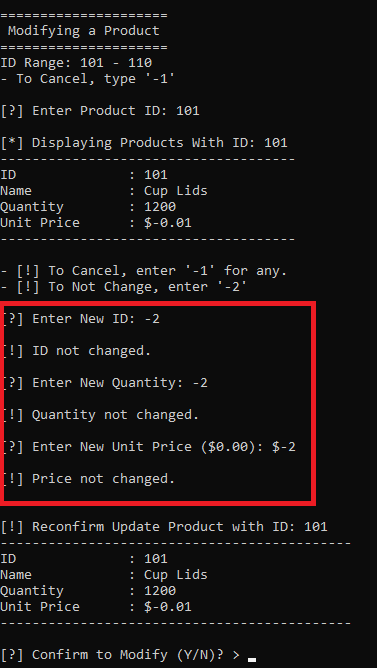 =====================
Modifying a Product
=====================
ID Range: 101 - 110
- To Cancel, type '-1'
[?] Enter Product ID: 101
[*] Displaying Products With ID: 101
-------------------------------------
ID : 101
Name : Cup Lids
Quantity : 1200
Unit Price : $-0.01
-------------------------------------
- [!] To Cancel, enter '-1' for any.
- [!] To Not Change, enter '-2'
[?] Enter New ID: -2
[!] ID not changed.
[?] Enter New Quantity: -2
[!] Quantity not changed.
[?] Enter New Unit Price ($0.00): $-2
[!] Price not changed.
[!] Reconfirm Update Product with ID: 101
--------------------------------------------
ID : 101
Name : Cup Lids
Quantity : 1200
Unit Price : $-0.01
--------------------------------------------
[?] Confirm to Modify (Y/N)? > _